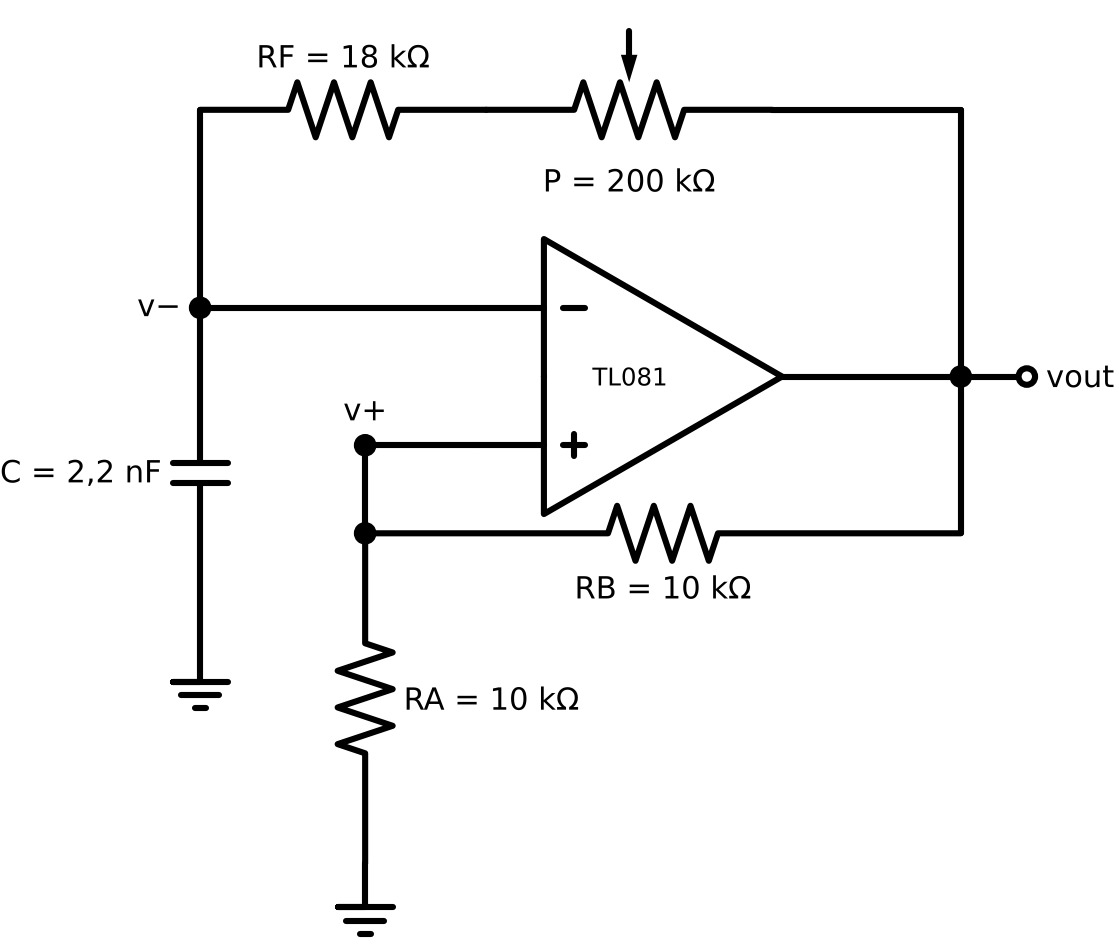 RF = 18 kΩ
P = 200 kΩ
v−
−
TL081
vout
v+
+
C = 2,2 nF
RB = 10 kΩ
RA = 10 kΩ